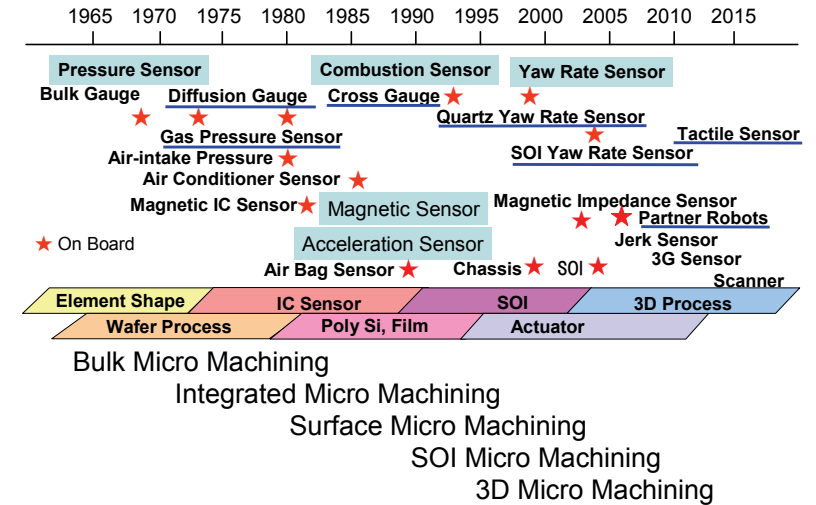 1965 1970 1975 1980 1985 1990 1995 2000 2005 2010 2015
Pressure Sensor Combustion Sensor Yaw Rate Sensor
Bulk Gauge Diffusion Gauge Cross Gauge
Quartz Yaw Rate Sensor
Gas Pressure Sensor Tactile Sensor
Air-intake Pressure SOI Yaw Rate Sensor
Air Conditioner Sensor
Magnetic IC Sensor Magnetic Sensor Magnetic Impedance Sensor
Partner Robots
On Board Acceleration Sensor Jerk Sensor
Air Bag Sensor Chassis SOI 3G Sensor
Scanner
Element Shape IC Sensor SOI 3D Process
Wafer Process Poly Si, Film Actuator
Bulk Micro Machining
Integrated Micro Machining
Surface Micro Machining
SOI Micro Machining
3D Micro Machining